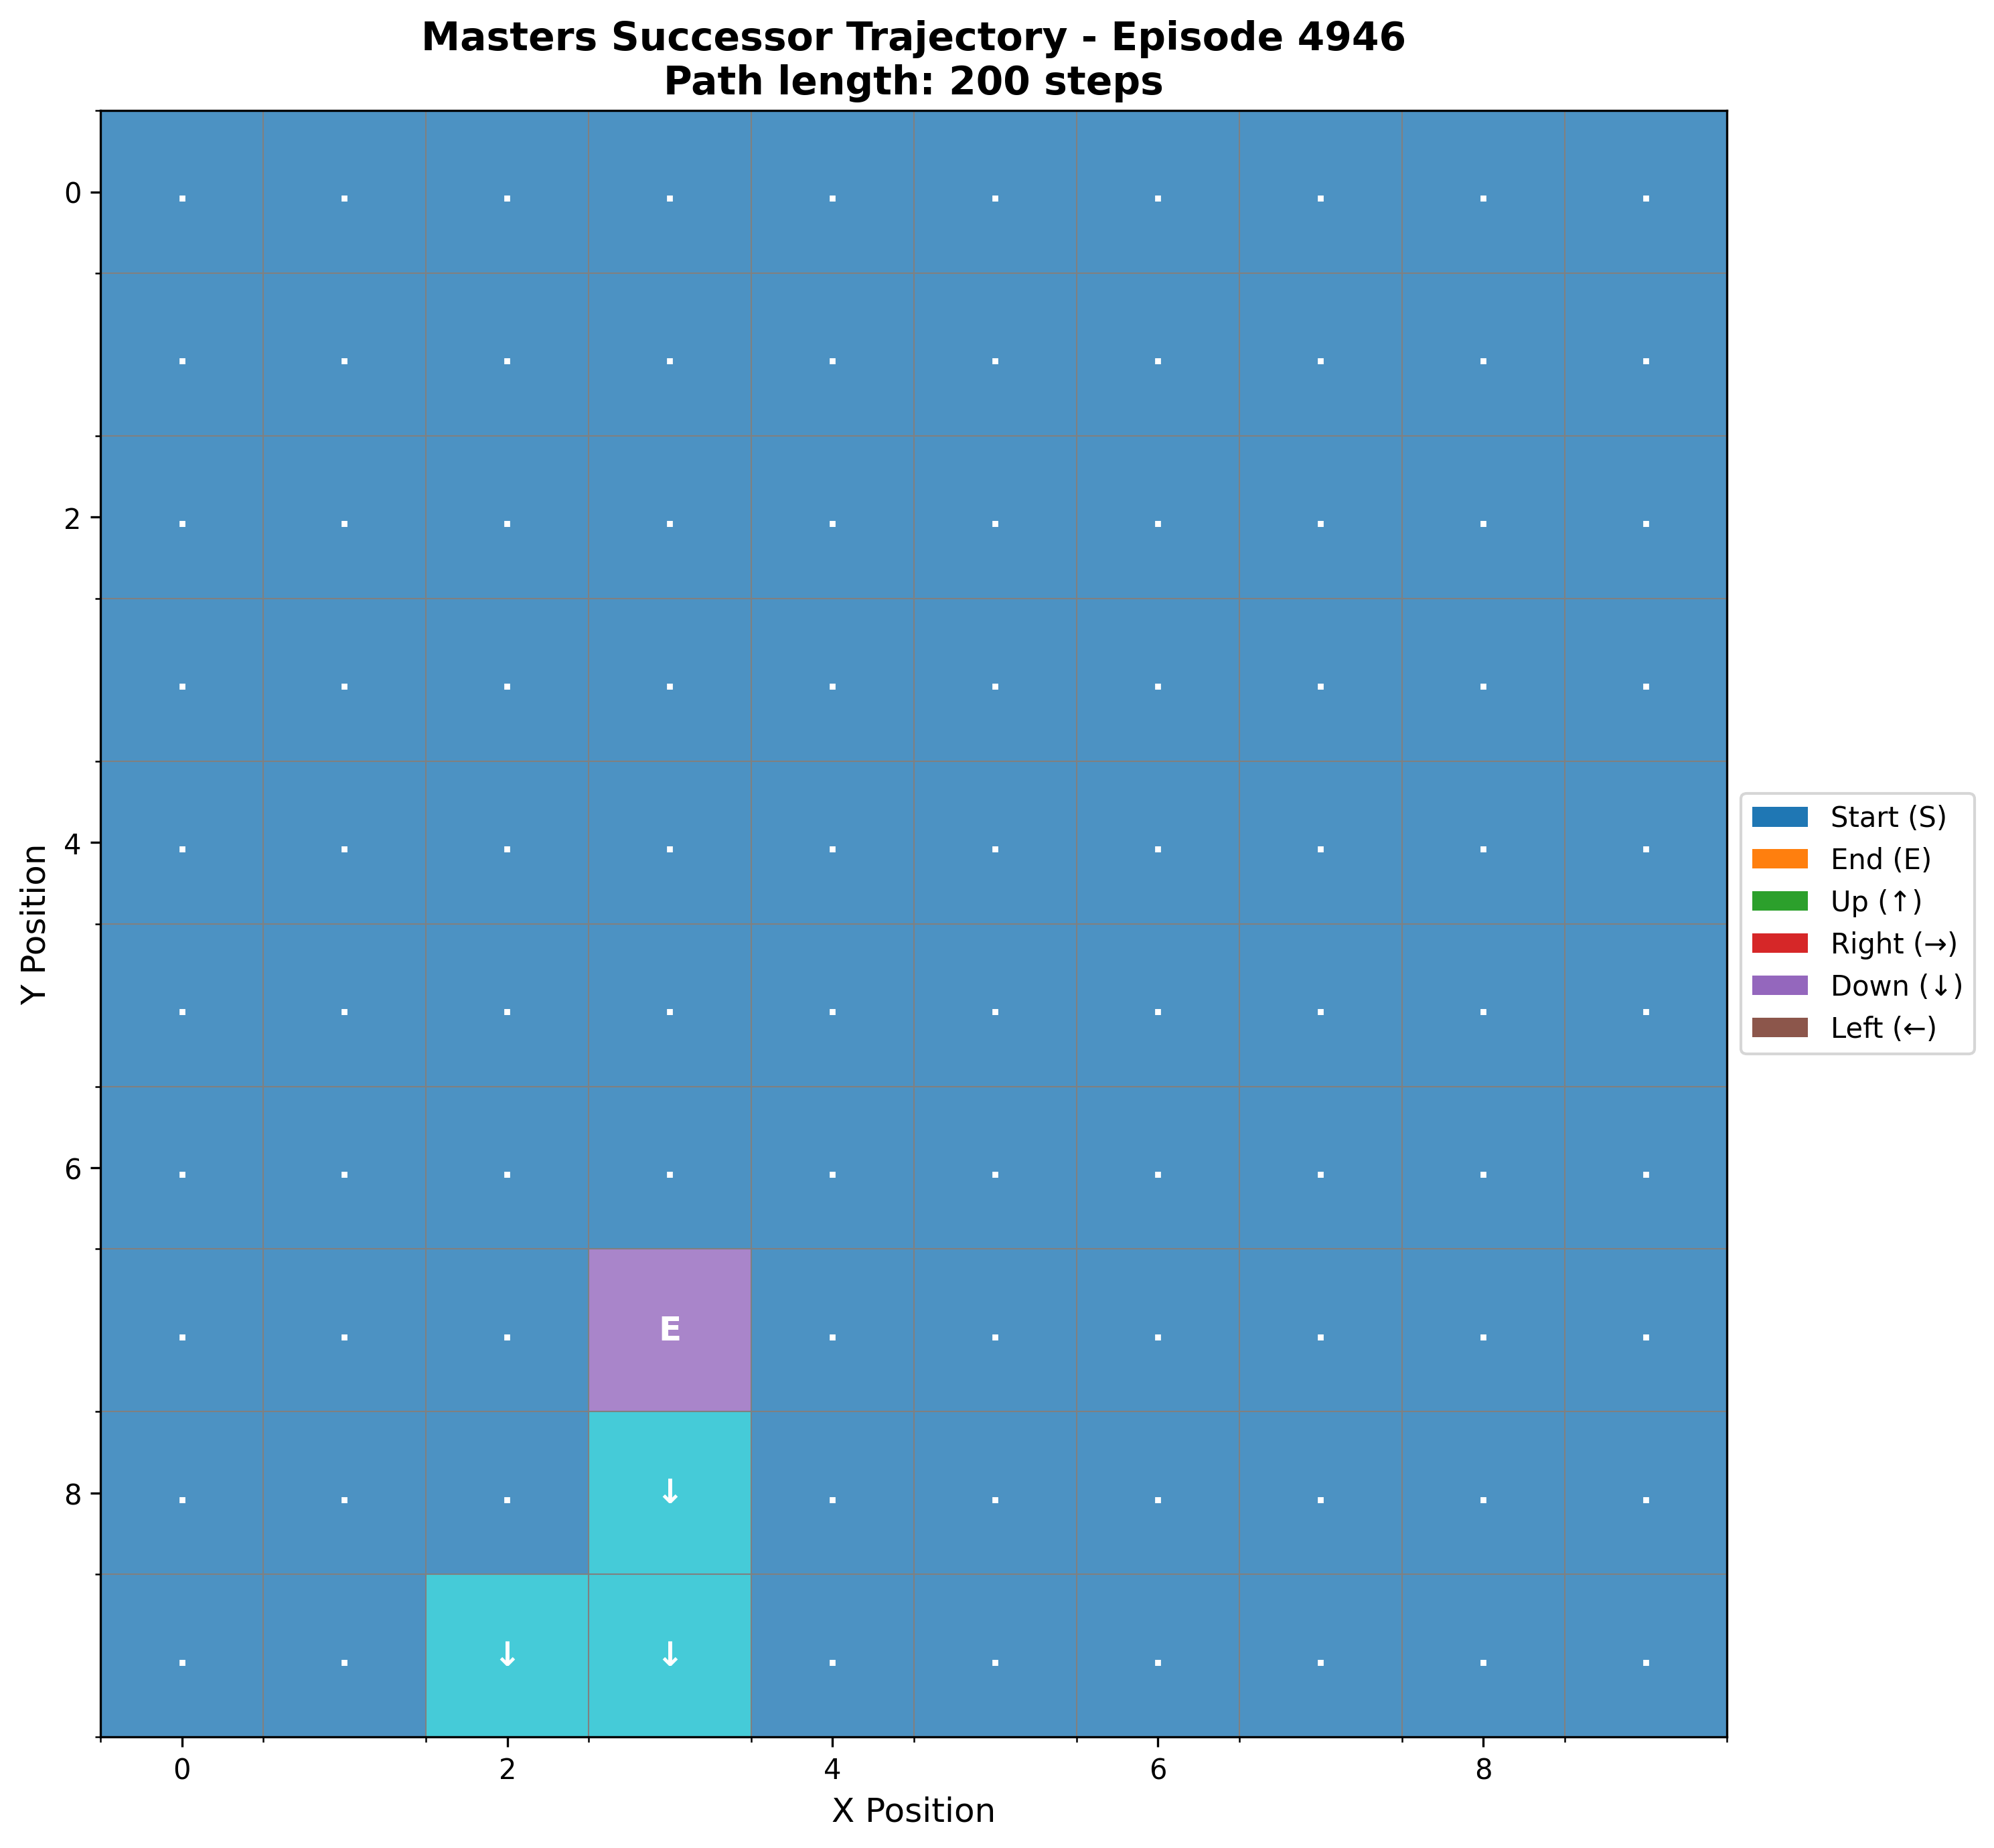 Masters Successor Trajectory - Episode 4946
Path length: 200 steps
0
2
4
6
8
Y Position
E
↓
↓ ↓
0 2 4 6 8
X Position
Start (S)
End (E)
Up (↑)
Right (→)
Down (↓)
Left (←)